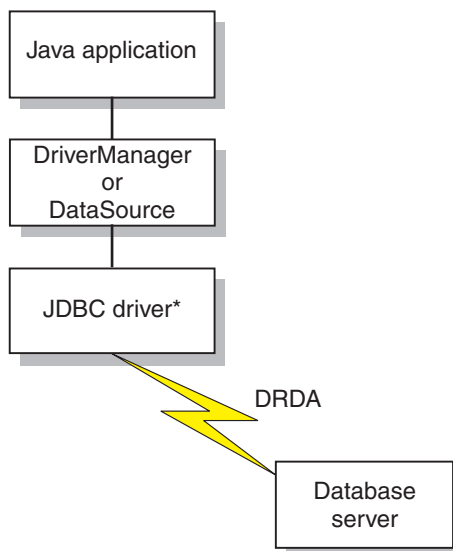 Java application
DriverManager
or
DataSource
JDBC driver*
DRDA
Database
server